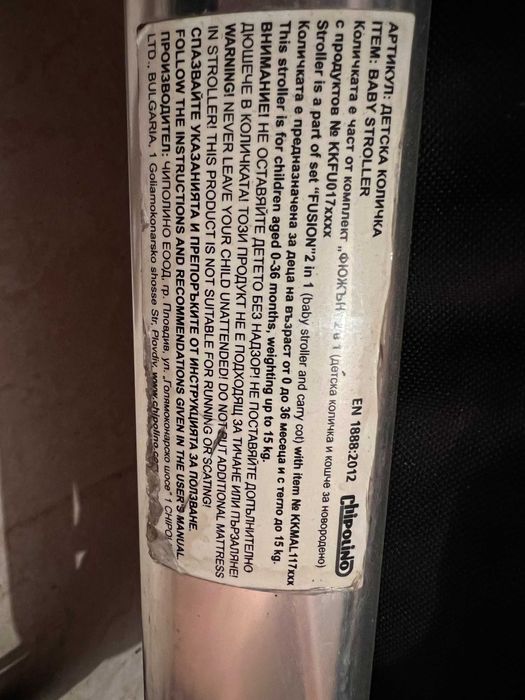 АРТИКУЛ: ДЕТСКА КОЛИЧКА
ITEM: BABY STROLLER
EN 1888:2012 CHIPOLINO
Количката е част от комплект „ФЮЖЪН" 2 в 1 (детска количка и кошче за новородено)
с продуктов № KKFU017XXXX
Stroller is a part of set "FUSION"2 in 1 (baby stroller and carry cot) with item № KKMAL117xxx
Количката е предназначена за деца на възраст от 0 до 36 месеца и с тегло до 15 kg.
This stroller is for children aged 0-36 months, weighting up to 15 kg.
ВНИМАНИЕ! НЕ ОСТАВЯЙТЕ ДЕТЕТО БЕЗ НАДЗОР! НЕ ПОСТАВЯЙТЕ ДОПЪЛНИТЕЛНО
ДЮШЕЧЕ В КОЛИЧКАТА! ТОЗИ ПРОДУКТ НЕ Е ПОДХОДЯЩ ЗА ТИЧАНЕ ИЛИ ПЪРЗАЛЯНЕ!
WARNING! NEVER LEAVE YOUR CHILD UNATTENDED! DO NOT PUT ADDITIONAL MATTRESS
IN STROLLER! THIS PRODUCT IS NOT SUITABLE FOR RUNNING OR SCATING!
СПАЗВАЙТЕ УКАЗАНИЯТА И ПРЕПОРЪКИТЕ ОТ ИНСТРУКЦИЯТА ЗА ПОЛЗВАНЕ.
FOLLOW THE INSTRUCTIONS AND RECOMMENDATIONS GIVEN IN THE USER'S MANUAL
ПРОИЗВОДИТЕЛ: ЧИПОЛИНО ЕООД, гр. Пловдив, ул. „Голямоконарско шосе" 1 CHIPO
LTD., BULGARIA, 1 Goliamokonarsko shosse Str, Plovdiv, www.chipolino.com